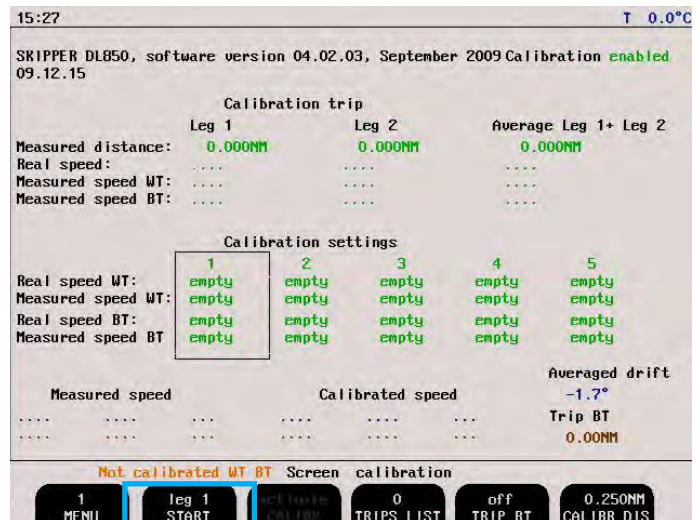 15:27 T 0.0°C
SKIPPER DL850, software version 04.02.03, September 2009 Calibration enabled
09.12.15
Calibration trip
Leg 1 Leg 2 Average Leg 1+ Leg 2
Measured distance: 0.000NM 0.000NM 0.000NM
Real speed: .... .... ....
Measured speed WT: .... .... ....
Measured speed BT: .... .... ....
Calibration settings
1 2 3 4 5
Real speed WT: empty empty empty empty empty
Measured speed WT: empty empty empty empty empty
Real speed BT: empty empty empty empty empty
Measured speed BT empty empty empty empty empty
Averaged drift
Measured speed Calibrated speed -1.7°
.... .... ... .... .... ... Trip BT
.... .... ... .... .... ... 0.00NM
Not calibrated WT BT Screen calibration
1 leg 1 0 off 0.250NM
MENU START CALIBR TRIPS LIST TRIP BT CALIBR DIS